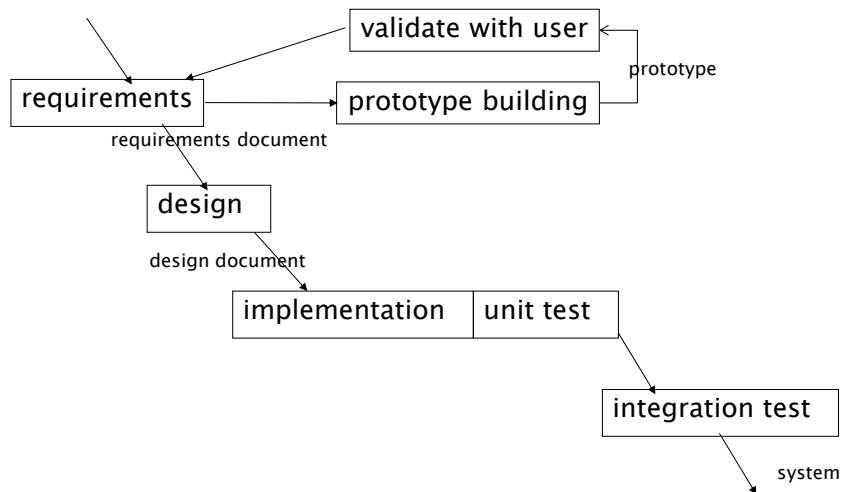 validate with user
prototype
requirements
prototype building
requirements document
design
design document
implementation
unit test
integration test
system